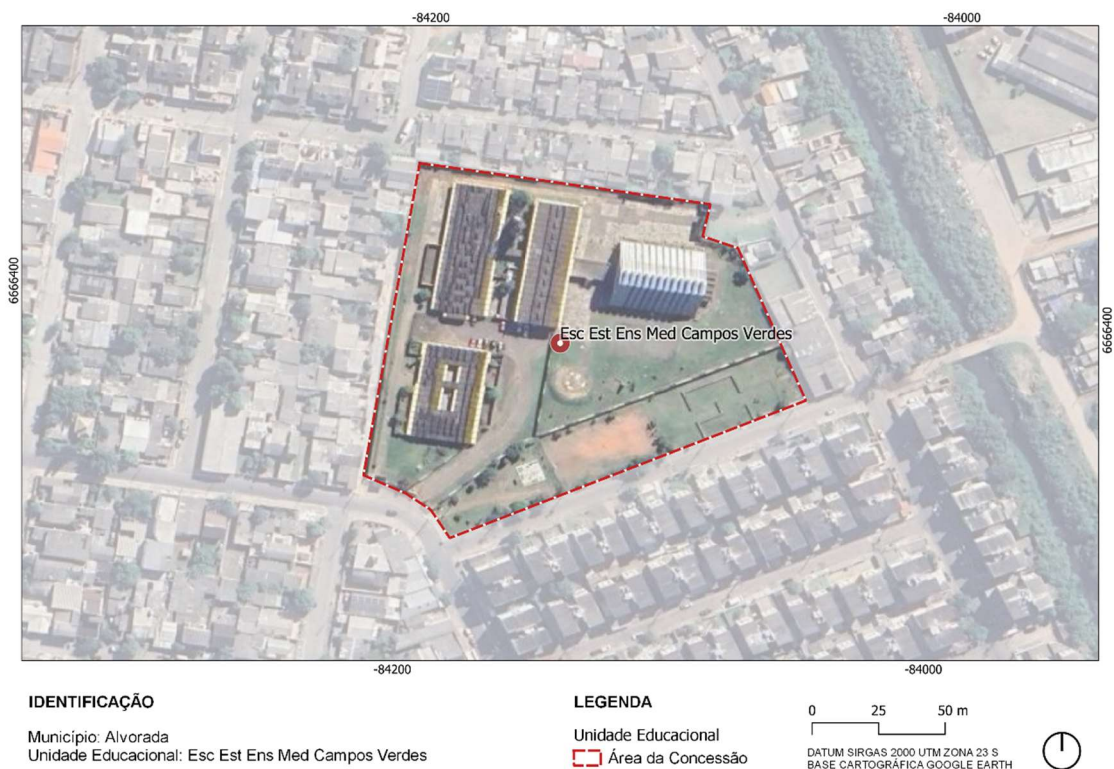 -84200
-84000
6666400
6666400
Esc Est Ens Med Campos Verdes
-84200
-84000
IDENTIFICAÇÃO
Município: Alvorada
Unidade Educacional: Esc Est Ens Med Campos Verdes
LEGENDA
Unidade Educacional
Área da Concessão
0 25 50 m
DATUM SIRGAS 2000 UTM ZONA 23 S
BASE CARTOGRÁFICA GOOGLE EARTH